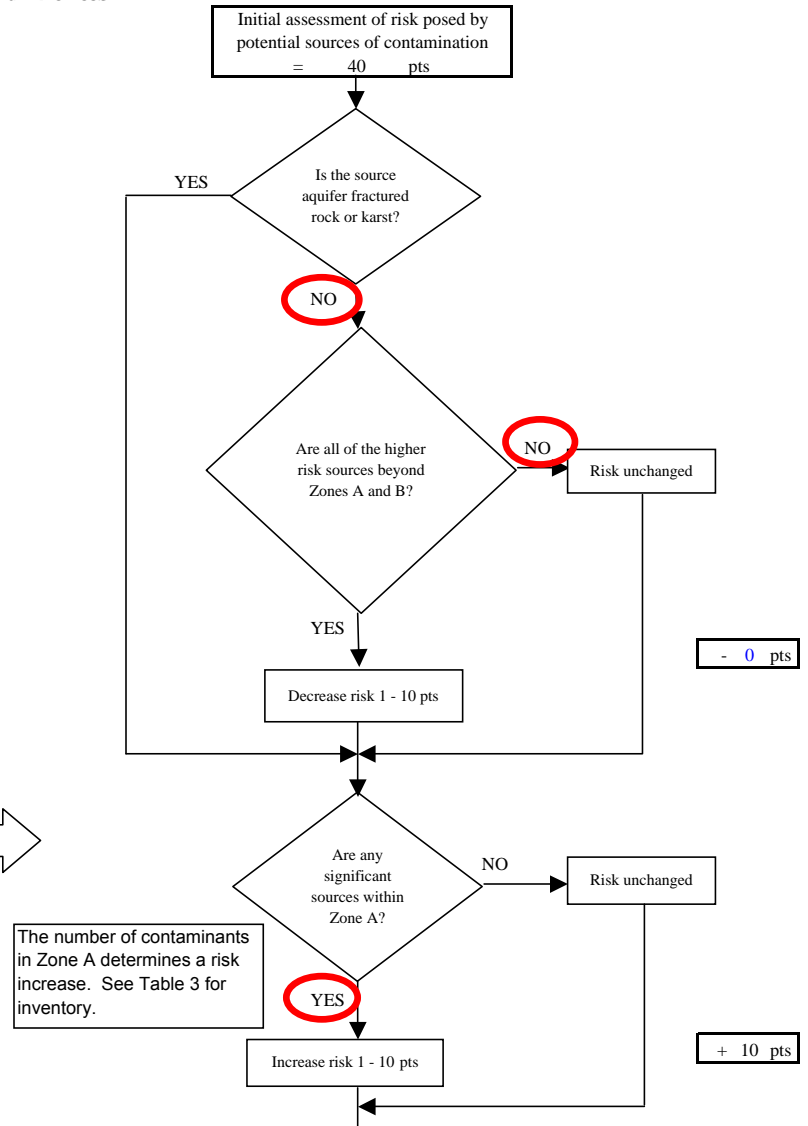 Initial assessment of risk posed by
potential sources of contamination
= 40 pts
YES
Is the source
aquifer fractured
rock or karst?
NO
Are all of the higher
risk sources beyond
Zones A and B?
NO
Risk unchanged
YES
- 0 pts
Decrease risk 1 - 10 pts
Are any
significant
sources within
Zone A?
NO
Risk unchanged
The number of contaminants
in Zone A determines a risk
increase. See Table 3 for
inventory.
YES
Increase risk 1 - 10 pts
+ 10 pts